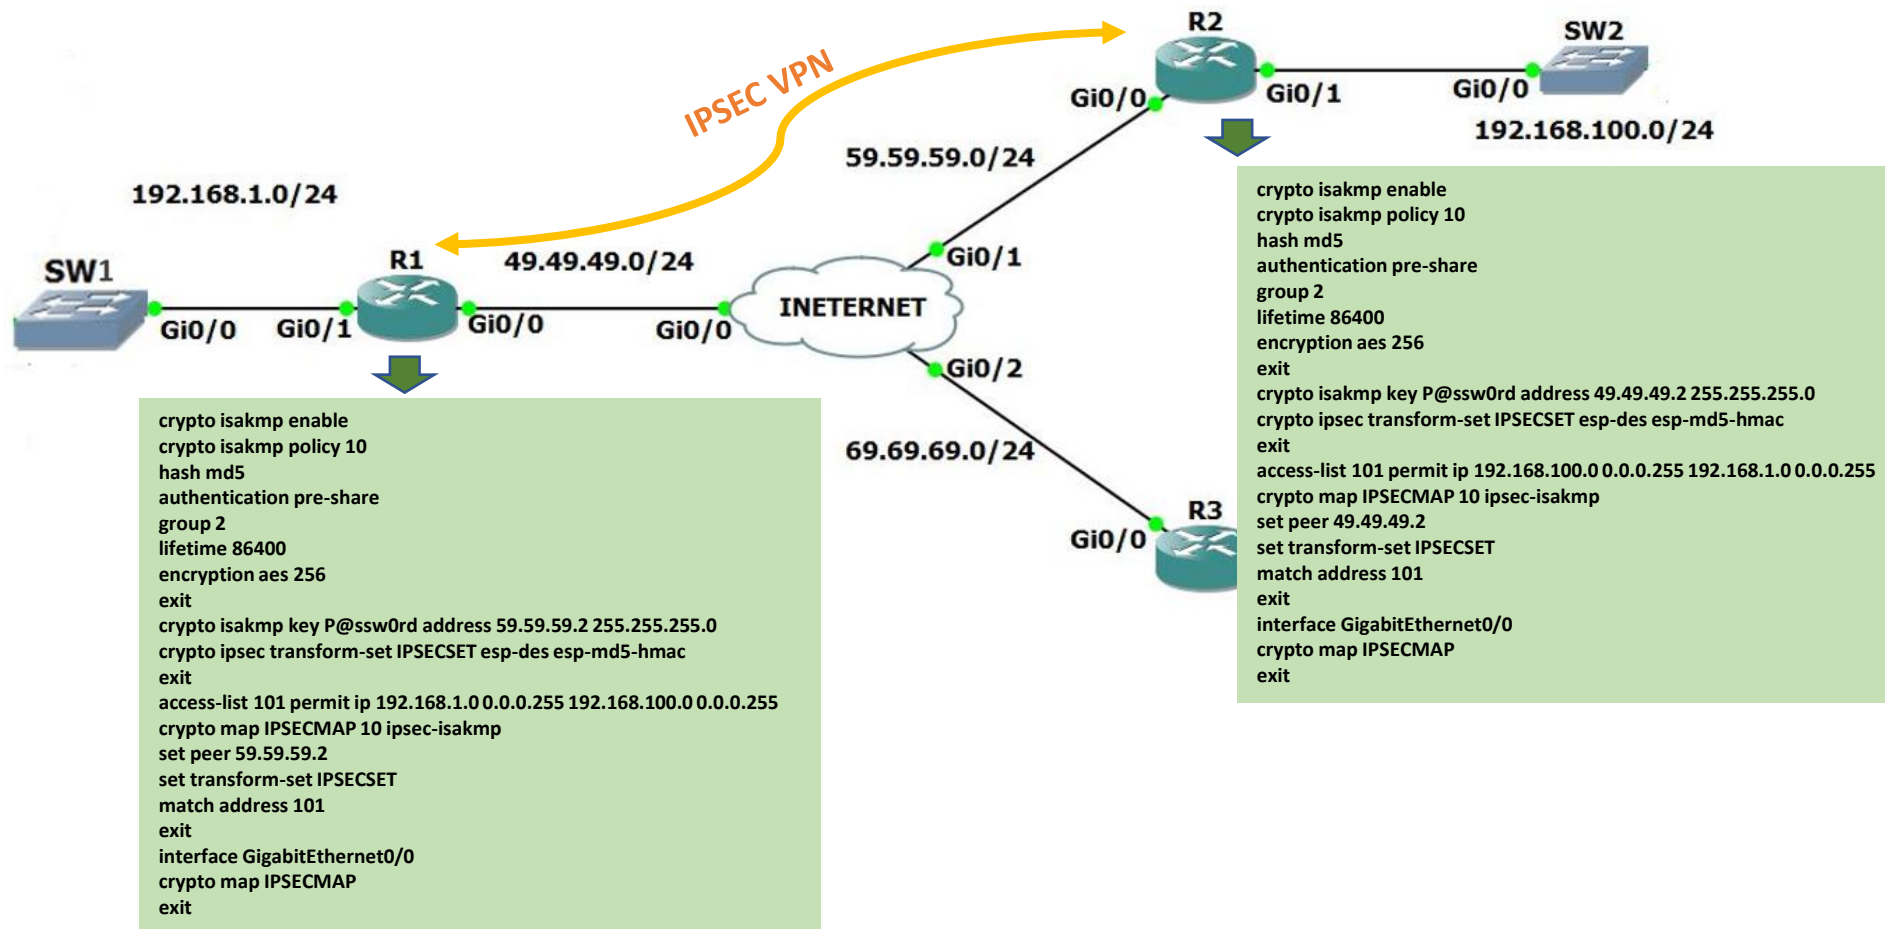 R2
SW2
IPSEC VPN
Gi0/0
Gi0/1
Gi0/0
192.168.100.0/24
59.59.59.0/24
192.168.1.0/24
R1
49.49.49.0/24
Gi0/1
SW1
INETERNET
Gi0/0
Gi0/1
Gi0/0
Gi0/0
Gi0/2
69.69.69.0/24
R3
Gi0/0
crypto isakmp enable
crypto isakmp policy 10
hash md5
authentication pre-share
group 2
lifetime 86400
encryption aes 256
exit
crypto isakmp key P@ssw0rd address 59.59.59.2 255.255.255.0
crypto ipsec transform-set IPSECSET esp-des esp-md5-hmac
exit
access-list 101 permit ip 192.168.1.0 0.0.0.255 192.168.100.0 0.0.0.255
crypto map IPSECMAP 10 ipsec-isakmp
set peer 59.59.59.2
set transform-set IPSECSET
match address 101
exit
interface GigabitEthernet0/0
crypto map IPSECMAP
exit
crypto isakmp enable
crypto isakmp policy 10
hash md5
authentication pre-share
group 2
lifetime 86400
encryption aes 256
exit
crypto isakmp key P@ssw0rd address 49.49.49.2 255.255.255.0
crypto ipsec transform-set IPSECSET esp-des esp-md5-hmac
exit
access-list 101 permit ip 192.168.100.0 0.0.0.255 192.168.1.0 0.0.0.255
crypto map IPSECMAP 10 ipsec-isakmp
set peer 49.49.49.2
set transform-set IPSECSET
match address 101
exit
interface GigabitEthernet0/0
crypto map IPSECMAP
exit